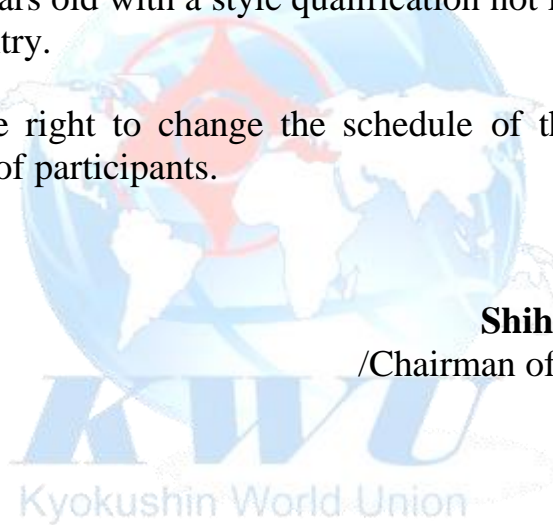 ars old with a style qualification not
try.
e right to change the schedule of
of participants.
Shih
/Chairman of
KWU
Kyokushin World Union